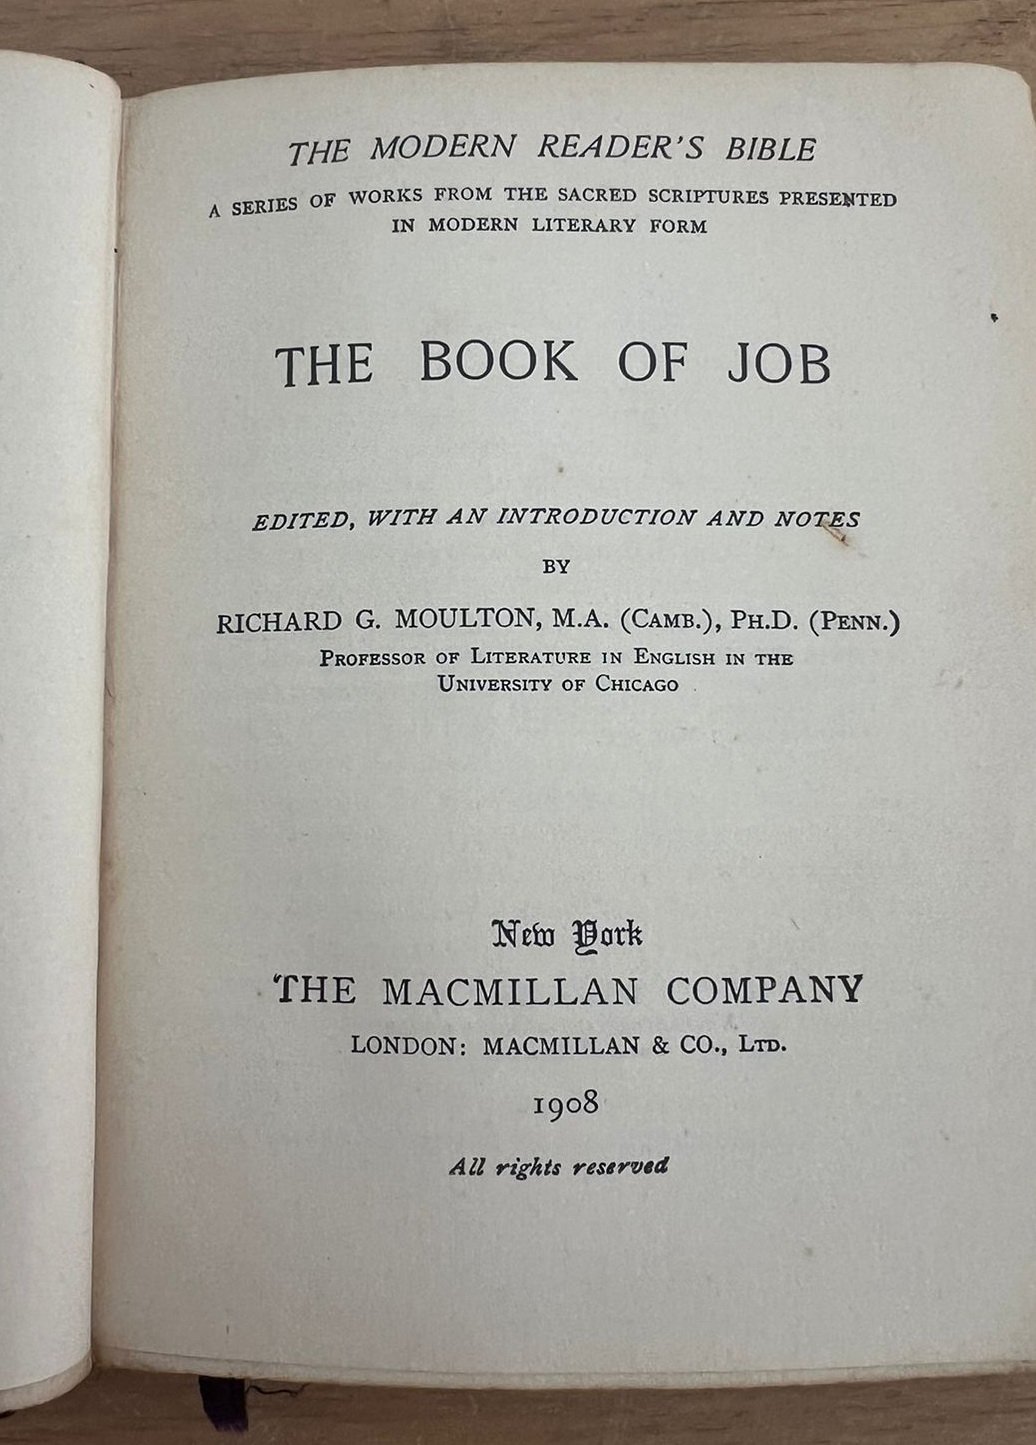 THE MODERN READER'S BIBLE
A SERIES OF WORKS FROM THE SACRED SCRIPTURES PRESENTED
IN MODERN LITERARY FORM
THE BOOK OF JOB
EDITED, WITH AN INTRODUCTION AND NOTES
BY
RICHARD G. MOULTON, M.A. (CAMB.), PH.D. (PENN.)
PROFESSOR OF LITERATURE IN ENGLISH IN THE
UNIVERSITY OF CHICAGO
New York
THE MACMILLAN COMPANY
LONDON: MACMILLAN & CO., LTD.
1908
All rights reserved